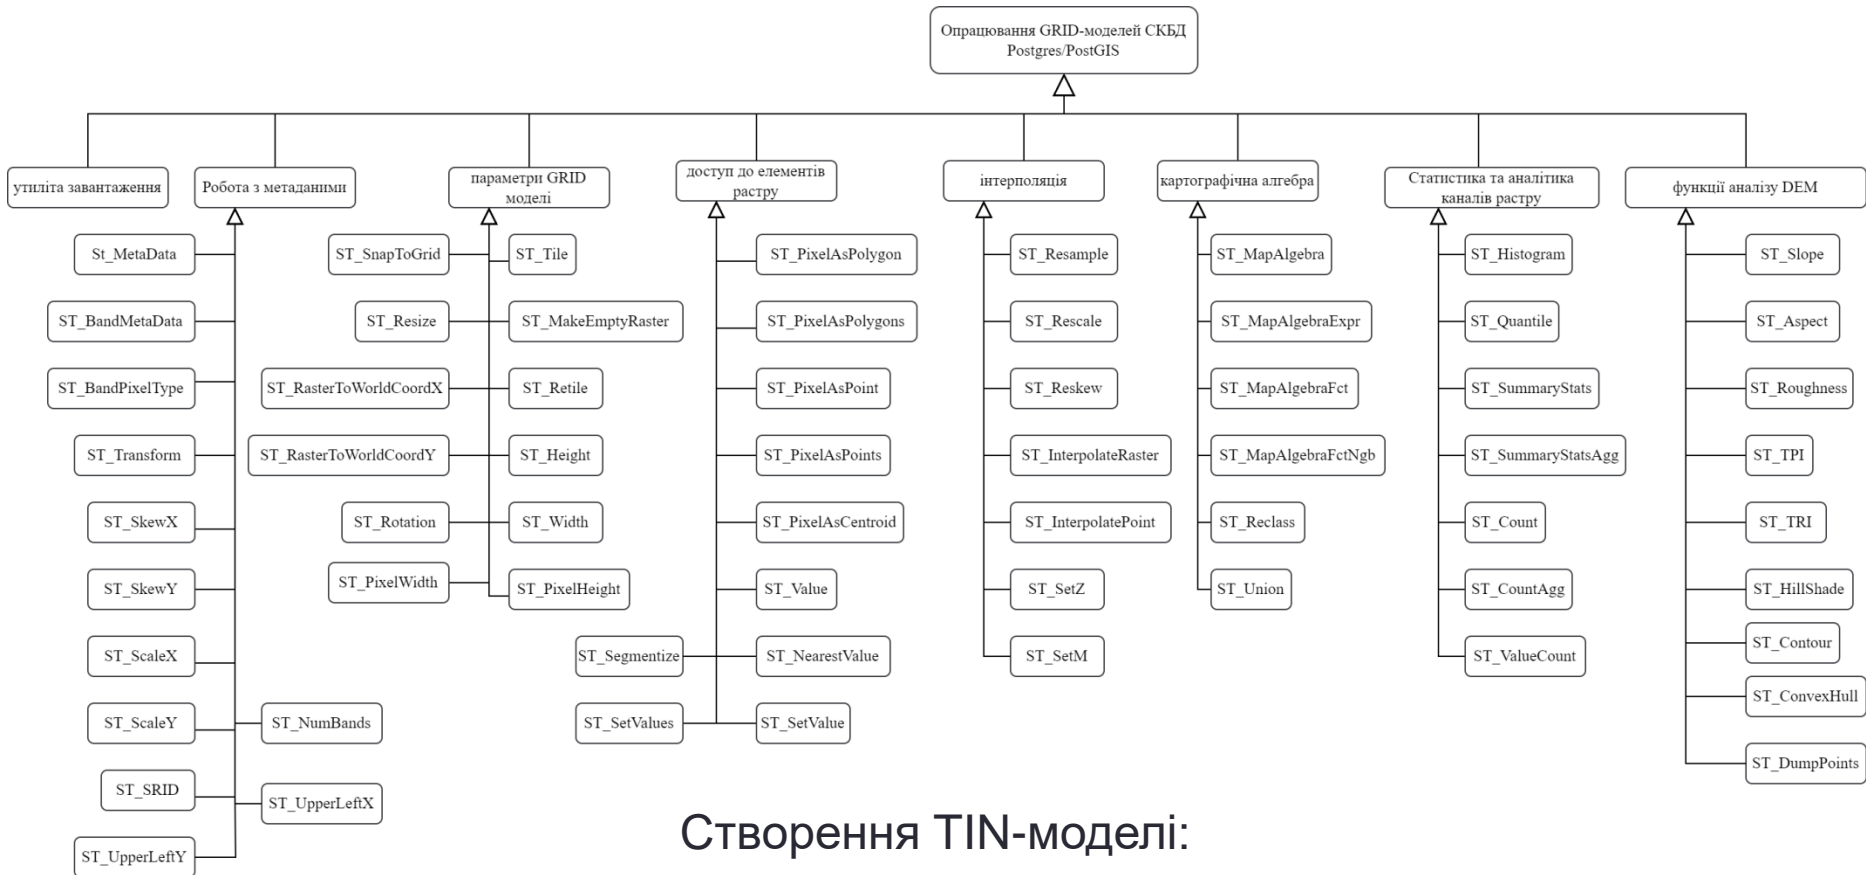 Опрацювання GRID-моделей СКБД
Postgres/PostGIS
утиліта завантаження
Робота з метаданими
St_MetaData
ST_BandMetaData
ST_BandPixelType
ST_Transform
ST_SkewX
ST_SkewY
ST_ScaleX
ST_ScaleY
ST_NumBands
ST_SRID
ST_UpperLeftX
ST_UpperLeftY
параметри GRID
моделі
ST_SnapToGrid
ST_Tile
ST_Resize
ST_MakeEmptyRaster
ST_RasterToWorldCoordX
ST_Retile
ST_RasterToWorldCoordY
ST_Height
ST_Rotation
ST_Width
ST_PixelWidth
ST_PixelHeight
доступ до елементів
растру
ST_PixelAsPolygon
ST_PixelAsPolygons
ST_PixelAsPoint
ST_PixelAsPoints
ST_PixelAsCentroid
ST_Value
ST_Segmentize
ST_NearestValue
ST_SetValues
ST_SetValue
інтерполяція
ST_Resample
ST_Rescale
ST_Reskew
ST_InterpolateRaster
ST_InterpolatePoint
ST_SetZ
ST_SetM
картографічна алгебра
ST_MapAlgebra
ST_MapAlgebraExpr
ST_MapAlgebraFct
ST_MapAlgebraFctNgb
ST_Reclass
ST_Union
Статистика та аналітика
каналів растру
ST_Histogram
ST_Quantile
ST_SummaryStats
ST_SummaryStatsAgg
ST_Count
ST_CountAgg
ST_ValueCount
функції аналізу DEM
ST_Slope
ST_Aspect
ST_Roughness
ST_TPI
ST_TRI
ST_HillShade
ST_Contour
ST_ConvexHull
ST_DumpPoints
Створення TIN-моделі: